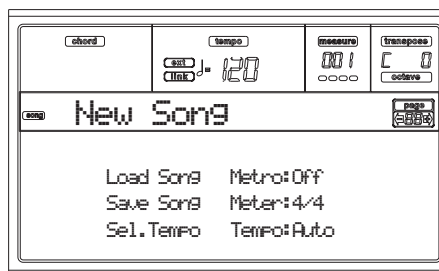 chord tempo measure transpose
ext link ♩= 120 001 C 0
octave
song New Song page
Load Song Metro:Off
Save Song Meter:4/4
Sel.Tempo Tempo:Auto